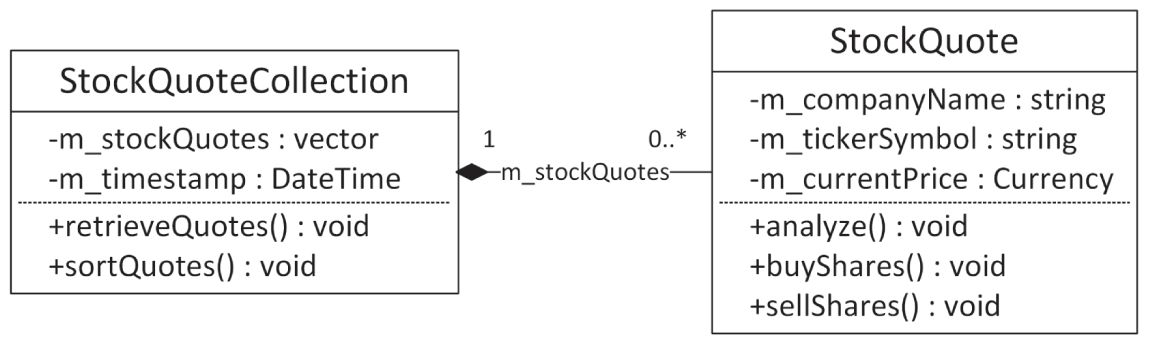 StockQuoteCollection
-m_stockQuotes : vector
-m_timestamp : DateTime
+retrieveQuotes() : void
+sortQuotes() : void
1
0..*
m_stockQuotes
StockQuote
-m_companyName : string
-m_tickerSymbol : string
-m_currentPrice : Currency
+analyze() : void
+buyShares() : void
+sellShares() : void